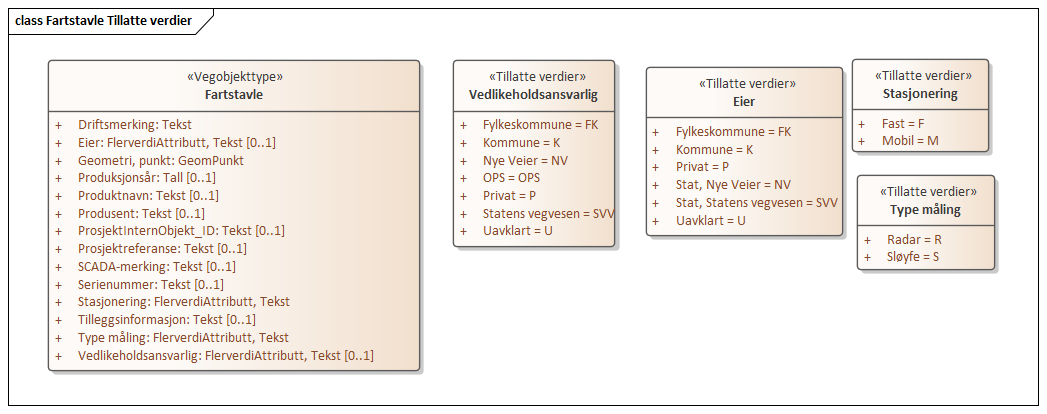 class Fartstavle Tillatte verdier
«Vegobjekttype»
Fartstavle
+ Driftsmerking: Tekst
+ Eier: FlerverdiAttributt, Tekst [0..1]
+ Geometri, punkt: GeomPunkt
+ Produksjonsår: Tall [0..1]
+ Produktnavn: Tekst [0..1]
+ Produsent: Tekst [0..1]
+ ProsjektInternObjekt_ID: Tekst [0..1]
+ Prosjektreferanse: Tekst [0..1]
+ SCADA-merking: Tekst [0..1]
+ Serienummer: Tekst [0..1]
+ Stasjonering: FlerverdiAttributt, Tekst
+ Tilleggsinformasjon: Tekst [0..1]
+ Type måling: FlerverdiAttributt, Tekst
+ Vedlikeholdsansvarlig: FlerverdiAttributt, Tekst [0..1]
«Tillatte verdier»
Vedlikeholdsansvarlig
+ Fylkeskommune = FK
+ Kommune = K
+ Nye Veier = NV
+ OPS = OPS
+ Privat = P
+ Statens vegvesen = SVV
+ Uavklart = U
«Tillatte verdier»
Eier
+ Fylkeskommune = FK
+ Kommune = K
+ Privat = P
+ Stat, Nye Veier = NV
+ Stat, Statens vegvesen = SVV
+ Uavklart = U
«Tillatte verdier»
Stasjonering
+ Fast = F
+ Mobil = M
«Tillatte verdier»
Type måling
+ Radar = R
+ Sløyfe = S